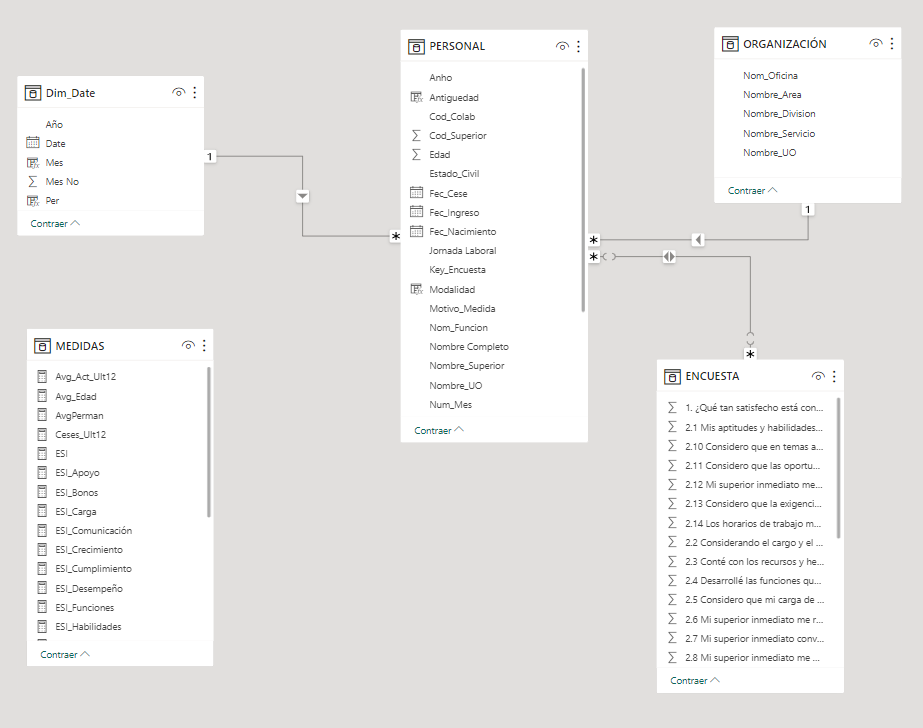 Dim_Date
Año
Date
Mes
Mes No
Per
Contraer
1
*
PERSONAL
Anho
Antiguedad
Cod_Colab
Cod_Superior
Edad
Estado_Civil
Fec_Cese
Fec_Ingreso
Fec_Nacimiento
Jornada Laboral
Key_Encuesta
Modalidad
Motivo_Medida
Nom_Funcion
Nombre Completo
Nombre_Superior
Nombre_UO
Num_Mes
Contraer
ORGANIZACIÓN
Nom_Oficina
Nombre_Area
Nombre_Division
Nombre_Servicio
Nombre_UO
Contraer
1
*
*
*
MEDIDAS
Avg_Act_Ult12
Avg_Edad
AvgPerman
Ceses_Ult12
ESI
ESI_Apoyo
ESI_Bonos
ESI_Carga
ESI_Comunicación
ESI_Crecimiento
ESI_Cumplimiento
ESI_Desempeño
ESI_Funciones
ESI_Habilidades
Contraer
ENCUESTA
1. ¿Qué tan satisfecho está con...
2.1 Mis aptitudes y habilidades...
2.10 Considero que en temas a...
2.11 Considero que las oportu...
2.12 Mi superior inmediato me...
2.13 Considero que la exigenci...
2.14 Los horarios de trabajo m...
2.2 Considerando el cargo y el ...
2.3 Conté con los recursos y he...
2.4 Desarrollé las funciones qu...
2.5 Considero que mi carga de ...
2.6 Mi superior inmediato me r...
2.7 Mi superior inmediato conv...
2.8 Mi superior inmediato me ...
Contraer